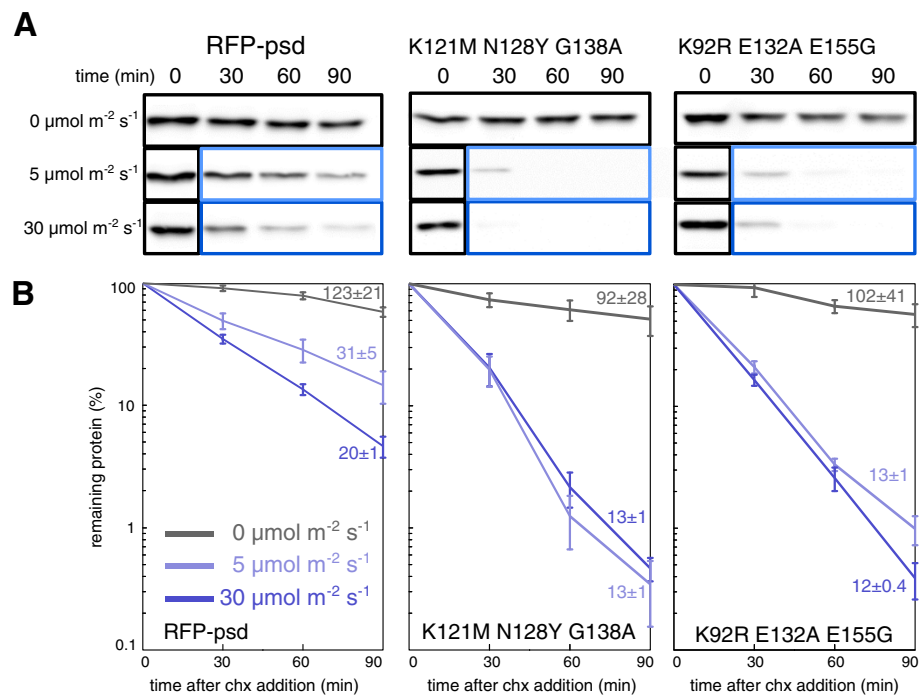 A
RFP-psd K121M N128Y G138A K92R E132A E155G
time (min) 0 30 60 90 0 30 60 90 0 30 60 90
0 µmol m-2 s-1
5 µmol m-2 s-1
30 µmol m-2 s-1
B
remaining protein (%)
100
10
1
0.1
123±21
31±5
20±1
0 µmol m-2 s-1
5 µmol m-2 s-1
30 µmol m-2 s-1
RFP-psd
0 30 60 90
time after chx addition (min)
92±28
13±1
13±1
K121M N128Y G138A
0 30 60 90
time after chx addition (min)
102±41
13±1
12±0.4
K92R E132A E155G
0 30 60 90
time after chx addition (min)